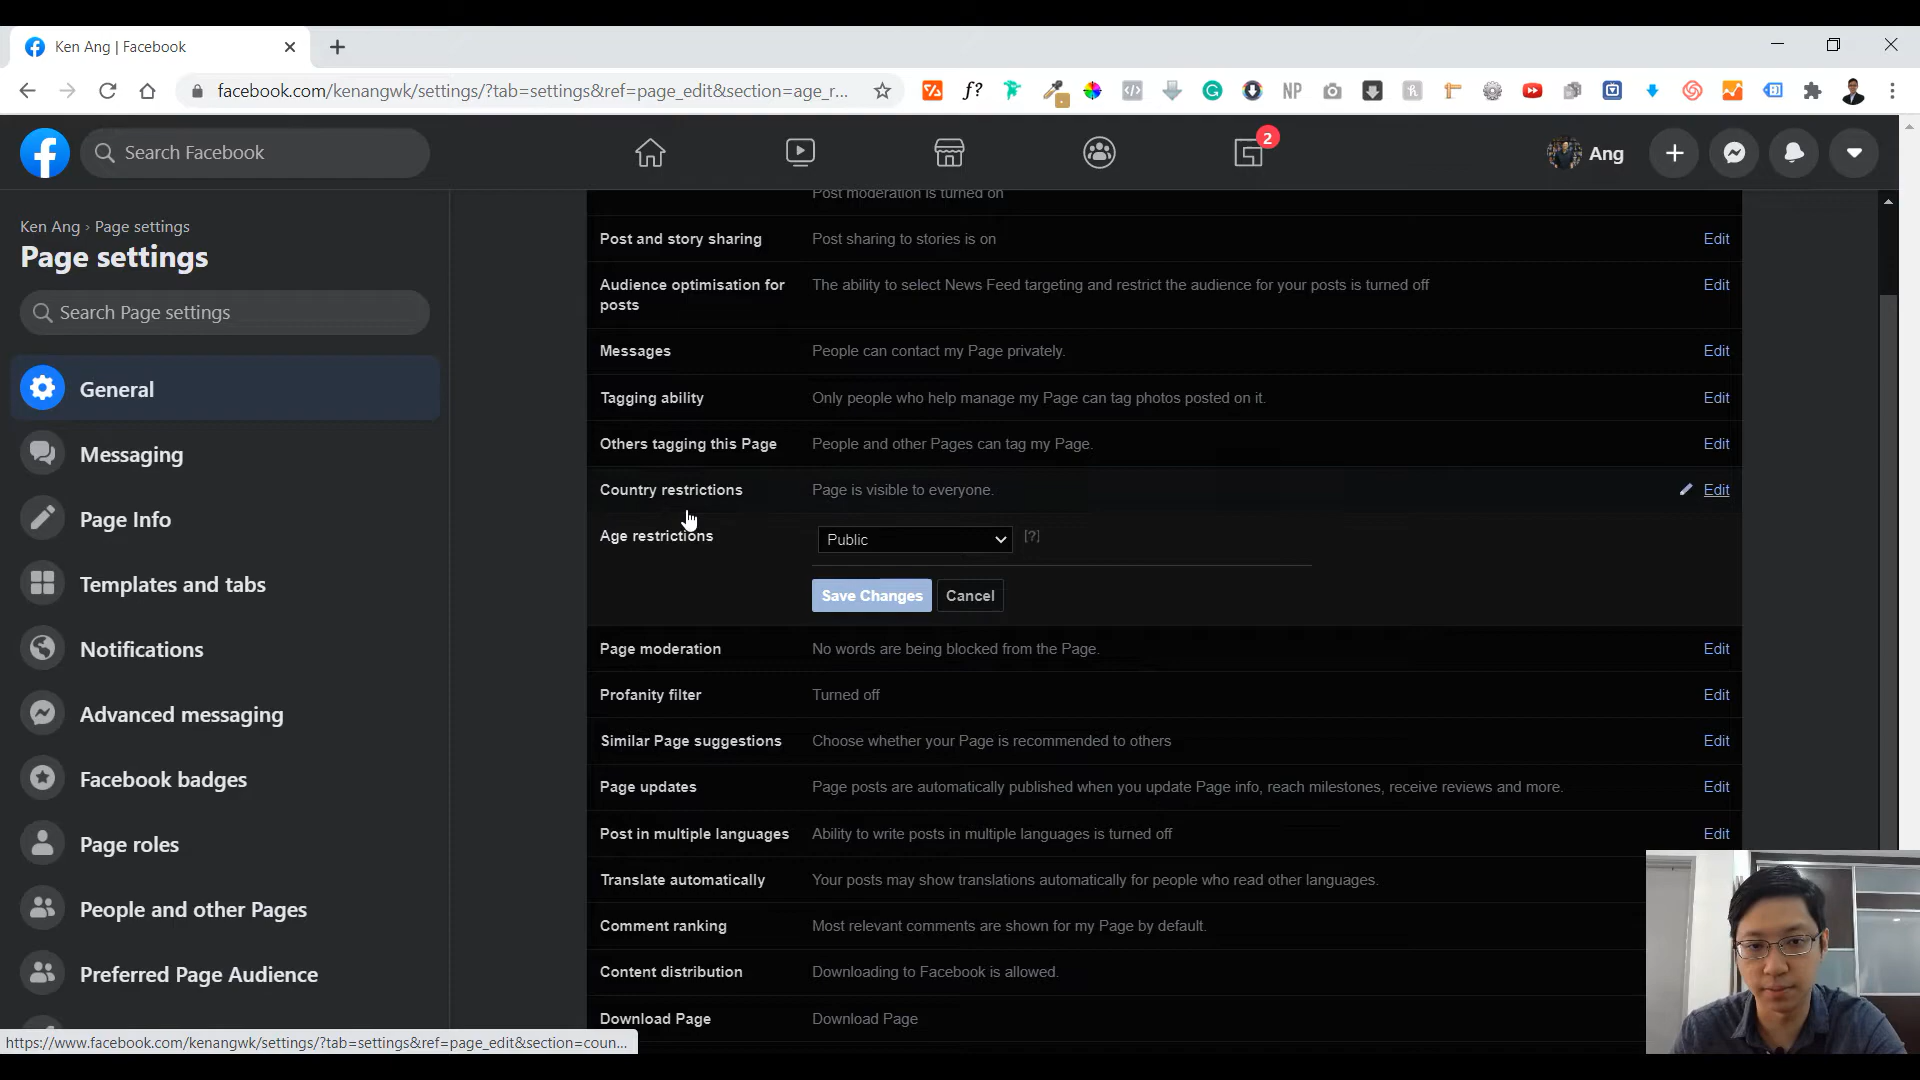 Ken Ang | Facebook
facebook.com/kenangwk/settings/?tab=settings&ref=page_edit&section=age_r...
f?
NP
Search Facebook
2
Ang
Ken Ang › Page settings
Page settings
Search Page settings
General
Messaging
Page Info
Templates and tabs
Notifications
Advanced messaging
Facebook badges
Page roles
People and other Pages
Preferred Page Audience
Post moderation is turned on
Post and story sharing Post sharing to stories is on Edit
Audience optimisation for The ability to select News Feed targeting and restrict the audience for your posts is turned off Edit
posts
Messages People can contact my Page privately. Edit
Tagging ability Only people who help manage my Page can tag photos posted on it. Edit
Others tagging this Page People and other Pages can tag my Page. Edit
Country restrictions Page is visible to everyone. Edit
Age restrictions Public [?]
Save Changes Cancel
Page moderation No words are being blocked from the Page. Edit
Profanity filter Turned off Edit
Similar Page suggestions Choose whether your Page is recommended to others Edit
Page updates Page posts are automatically published when you update Page info, reach milestones, receive reviews and more. Edit
Post in multiple languages Ability to write posts in multiple languages is turned off Edit
Translate automatically Your posts may show translations automatically for people who read other languages.
Comment ranking Most relevant comments are shown for my Page by default.
Content distribution Downloading to Facebook is allowed.
Download Page Download Page
https://www.facebook.com/kenangwk/settings/?tab=settings&ref=page_edit&section=coun...